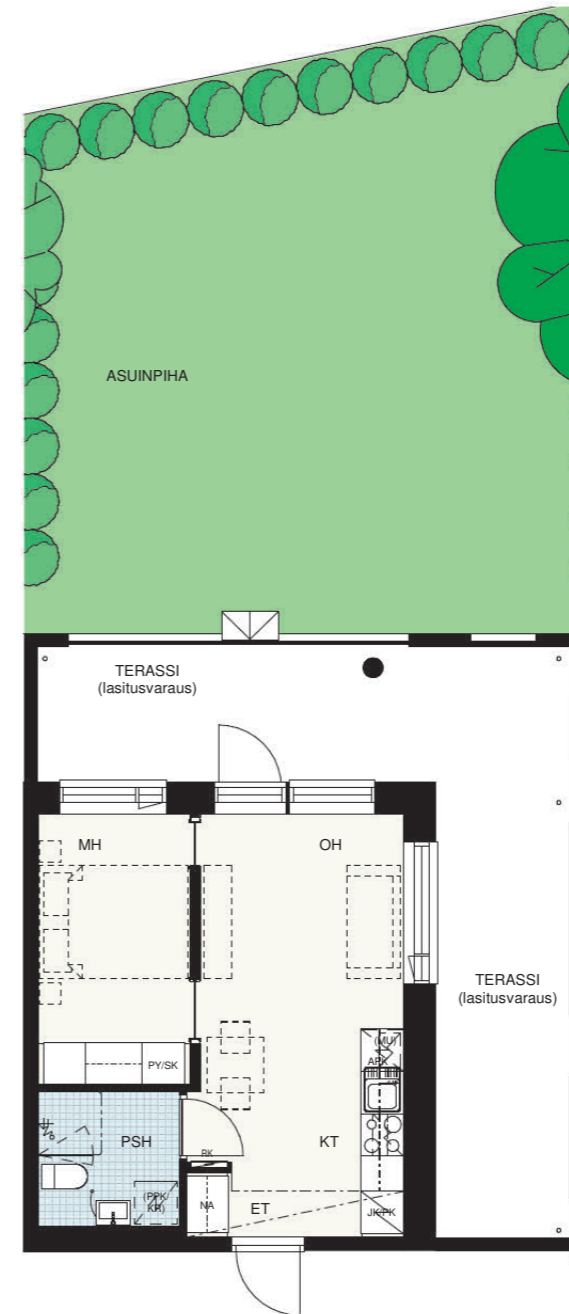 ASUINPIHA
TERASSI
(lasitusvaraus)
MH
OH
TERASSI
(lasitusvaraus)
(MU)
APK
PY/SK
PSH
KT
RK
(PPK/
KR)
NA
ET
JK/PK